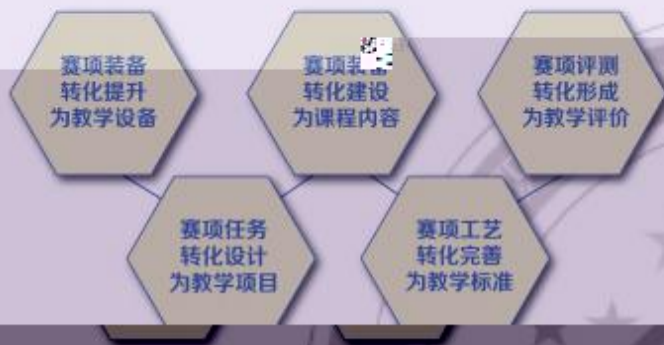 赛项装备
转化提升
为教学设备
赛项
转化建设
为课程内容
赛项评测
转化形成
为教学评价
赛项任务
转化设计
为教学项目
赛项工艺
转化完善
为教学标准